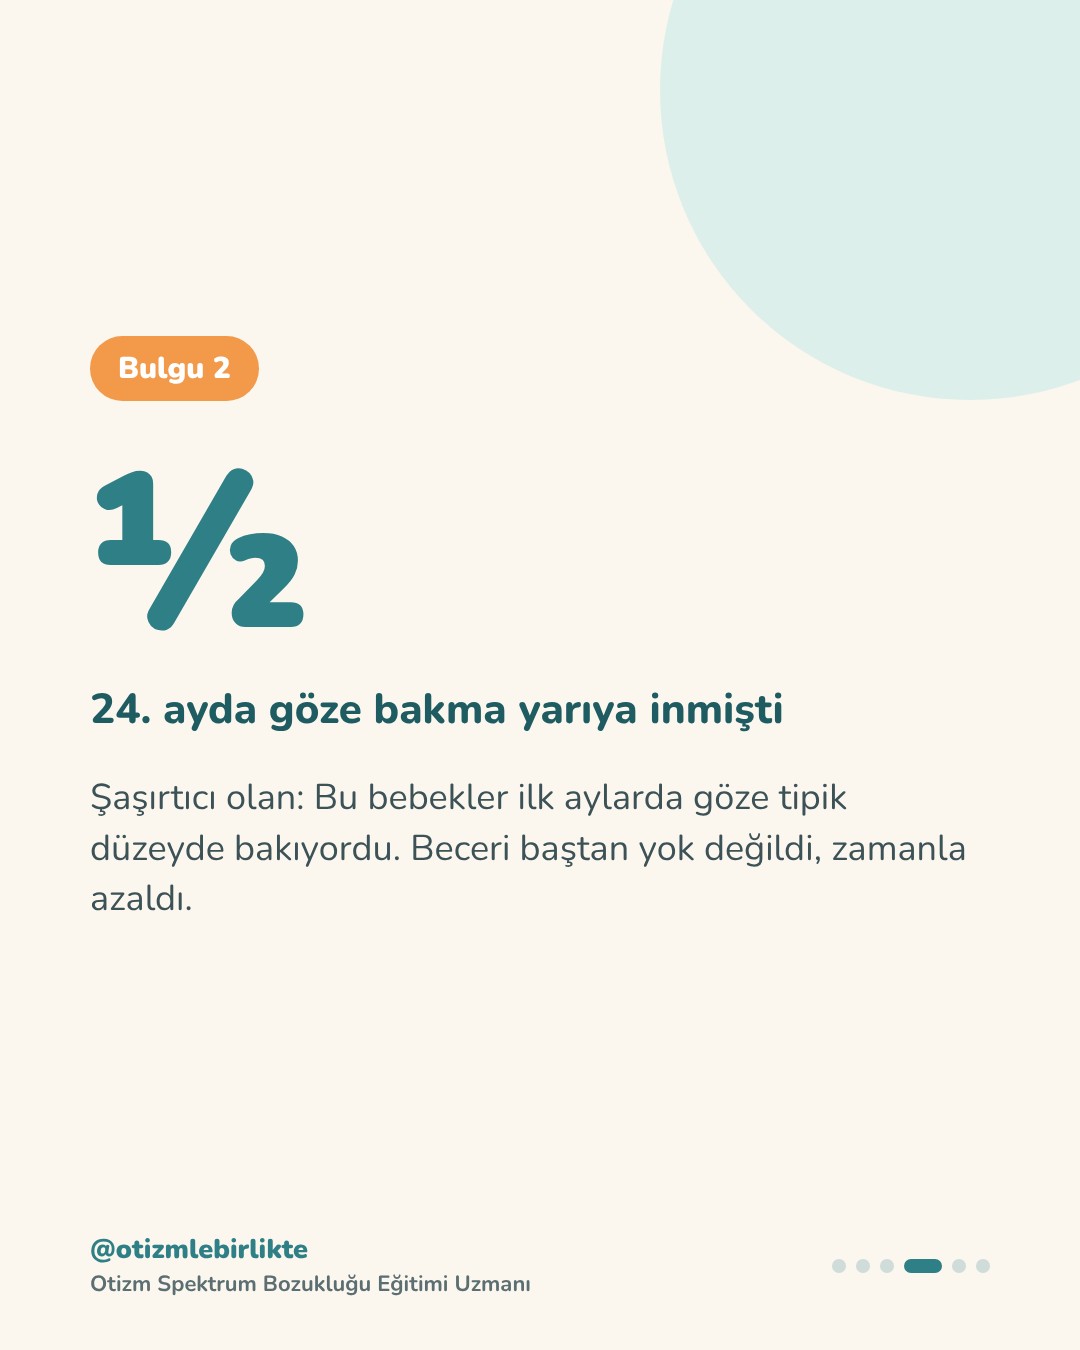 Bulgu 2
½
24. ayda göze bakma yarıya inmişti
Şaşırtıcı olan: Bu bebekler ilk aylarda göze tipik
düzeyde bakıyordu. Beceri baştan yok değildi, zamanla
azaldı.
@otizmlebirlikte
Otizm Spektrum Bozukluğu Eğitimi Uzmanı